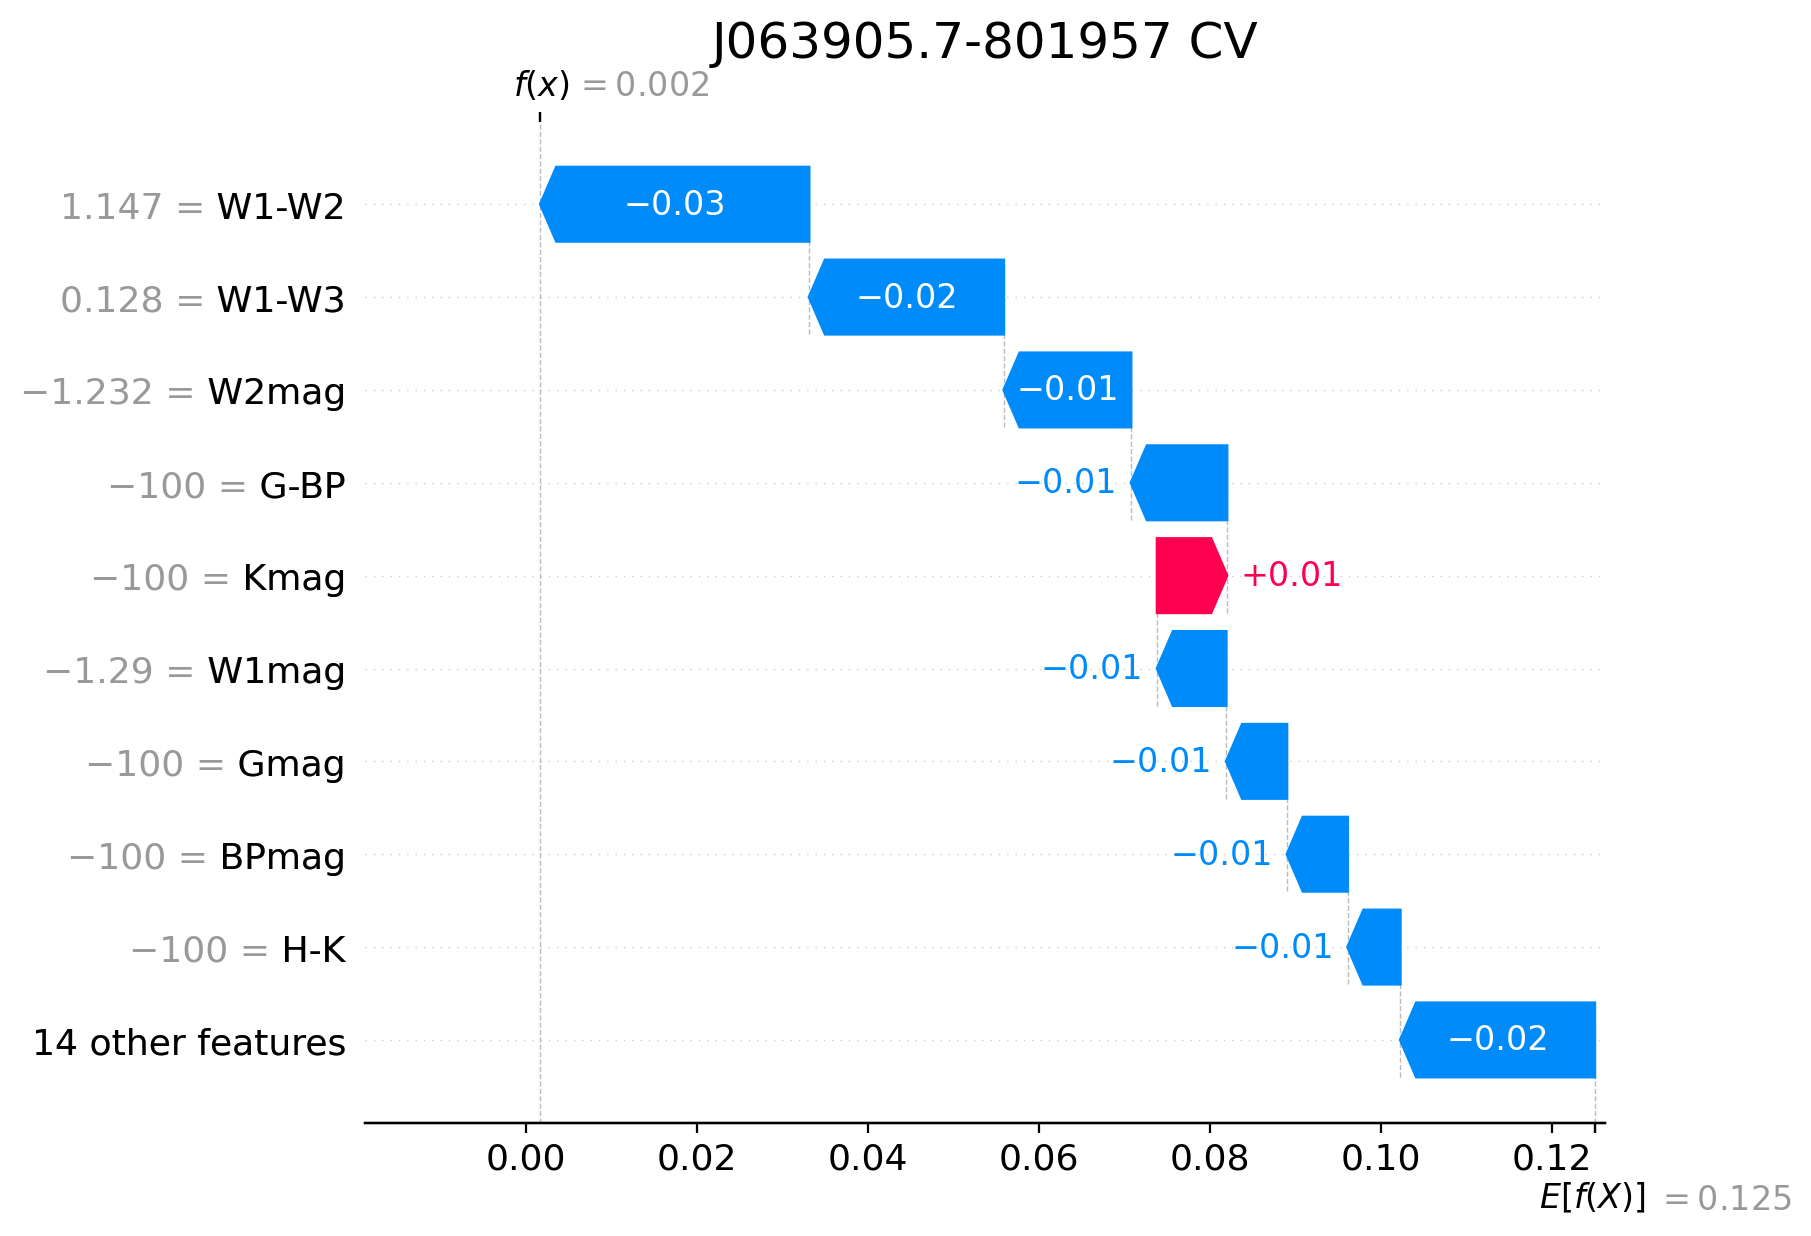 J063905.7-801957 CV
f(x) = 0.002
1.147 = W1-W2
−0.03
0.128 = W1-W3
−0.02
−1.232 = W2mag
−0.01
−100 = G-BP
−0.01
−100 = Kmag
+0.01
−1.29 = W1mag
−0.01
−100 = Gmag
−0.01
−100 = BPmag
−0.01
−100 = H-K
−0.01
14 other features
−0.02
0.00 0.02 0.04 0.06 0.08 0.10 0.12
E[f(X)] = 0.125